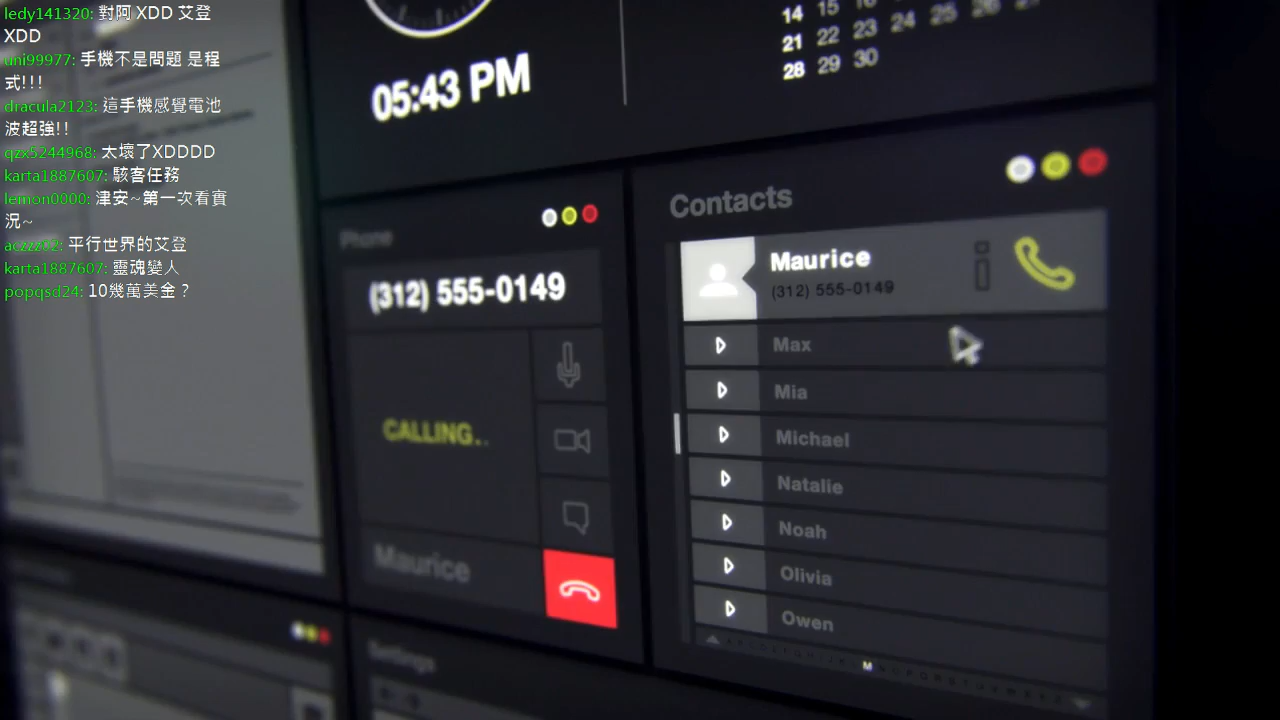 ledy141320: 對阿 XDD 艾登
XDD
uni99977: 手機不是問題 是程
式!!!
dracula2123: 這手機感覺電池
波超強!!
qzx5244968: 太壞了XDDDD
karta1887607: 駭客任務
lemon0000: 津安~第一次看實
況~
aczzz02: 平行世界的艾登
karta1887607: 靈魂變人
popqsd24: 10幾萬美金？
05:43 PM
14 15 16
21 22 23 24 25 26 27
28 29 30
Phone
(312) 555-0149
CALLING..
Maurice
Contacts
Maurice
(312) 555-0149
Max
Mia
Michael
Natalie
Noah
Olivia
Owen
M
Settings